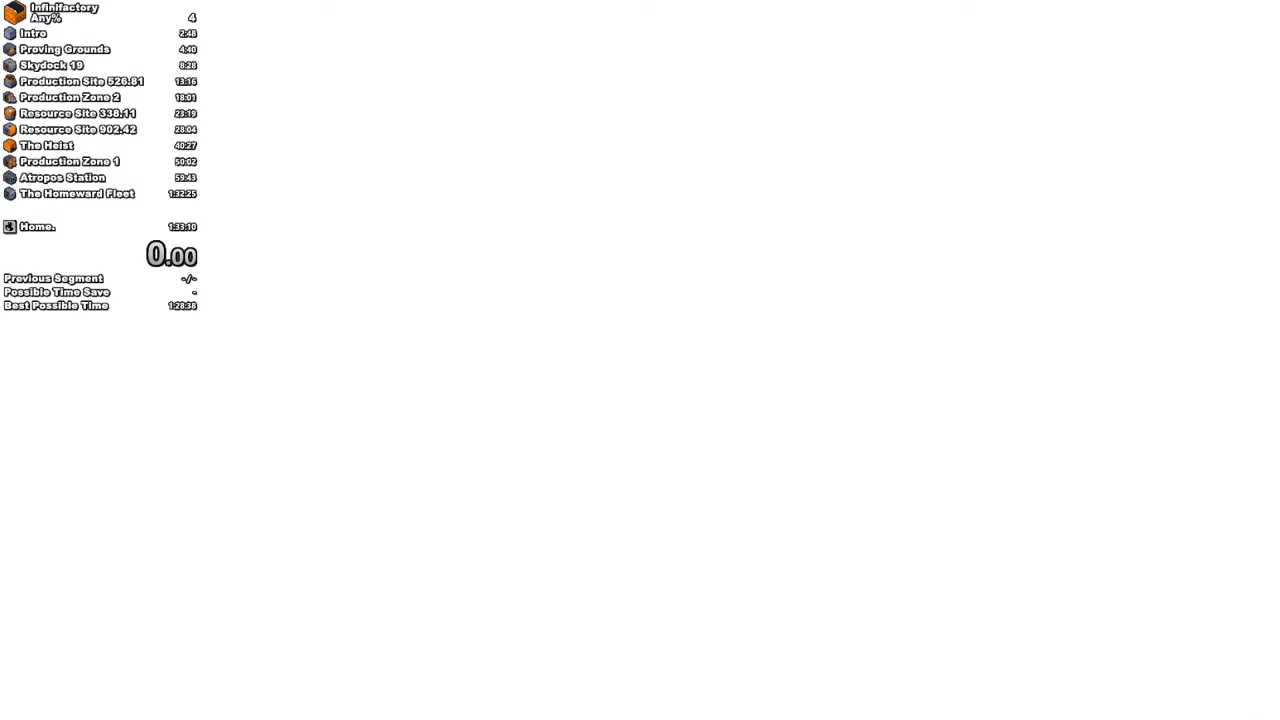 Infinifactory
Any% 4
Intro 2:48
Proving Grounds 4:40
Skydock 19 8:28
Production Site 526.81 13:16
Production Zone 2 18:01
Resource Site 338.11 23:19
Resource Site 902.42 28:04
The Heist 40:27
Production Zone 1 50:02
Atropos Station 59:43
The Homeward Fleet 1:32:25
Home. 1:33:10
0.00
Previous Segment -/-
Possible Time Save -
Best Possible Time 1:28:38